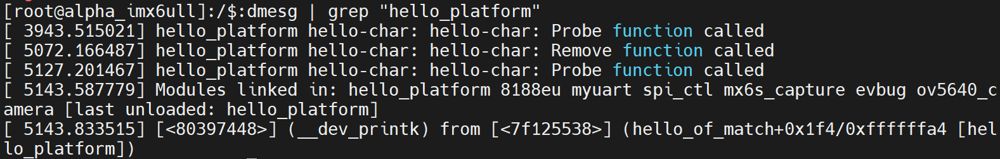 [root@alpha_imx6ull]:/$:dmesg | grep "hello_platform"
[ 3943.515021] hello_platform hello-char: hello-char: Probe function called
[ 5072.166487] hello_platform hello-char: hello-char: Remove function called
[ 5127.201467] hello_platform hello-char: hello-char: Probe function called
[ 5143.587779] Modules linked in: hello_platform 8188eu myuart spi_ctl mx6s_capture evbug ov5640_c
amera [last unloaded: hello_platform]
[ 5143.833515] [<80397448>] (__dev_printk) from [<7f125538>] (hello_of_match+0x1f4/0xffffffa4 [hel
lo_platform])